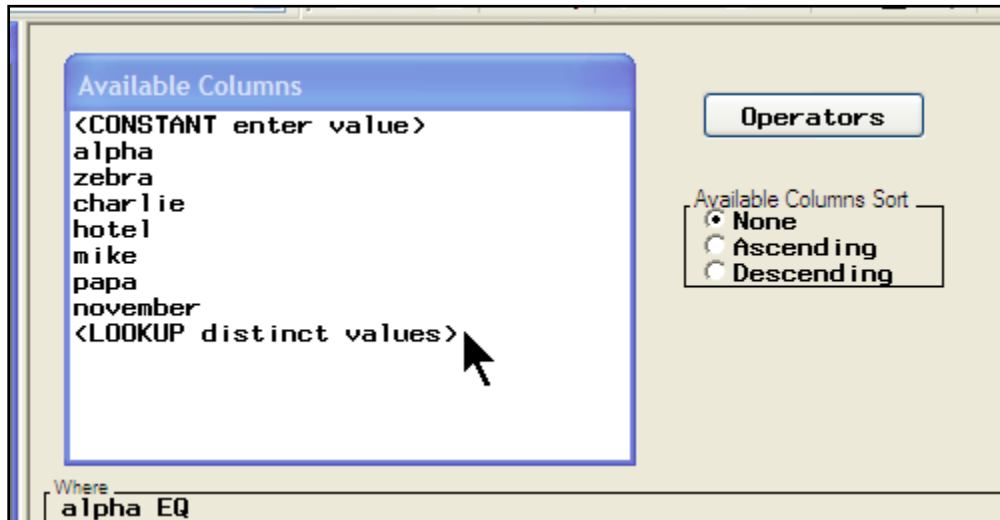 Available Columns
<CONSTANT enter value>
alpha
zebra
charlie
hotel
mike
papa
november
<LOOKUP distinct values>
Operators
Available Columns Sort
None
Ascending
Descending
Where
alpha EQ